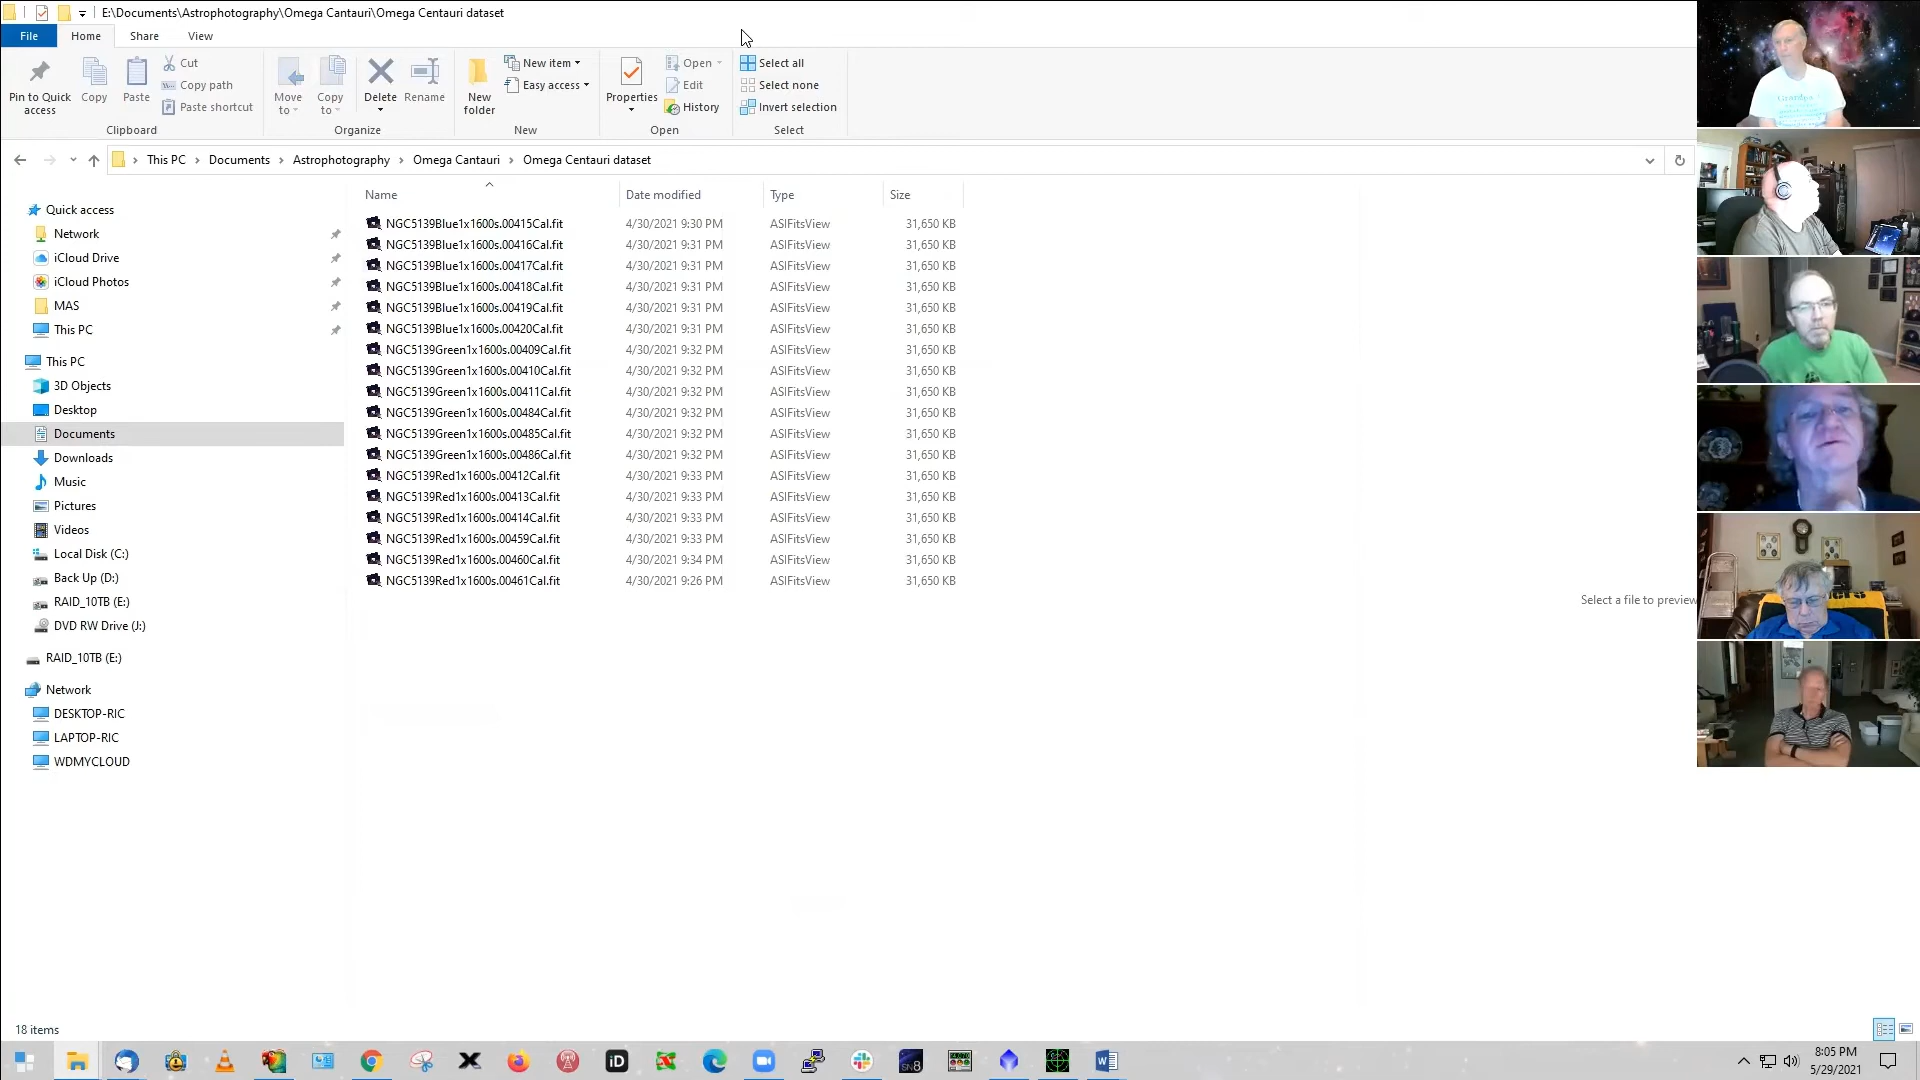 E:\Documents\Astrophotography\Omega Cantauri\Omega Centauri dataset
File Home Share View
Pin to Quick access
Copy
Paste
Cut
Copy path
Paste shortcut
Clipboard
Move to
Copy to
Delete
Rename
Organize
New folder
New item
Easy access
New
Properties
Open
Edit
History
Open
Select all
Select none
Invert selection
Select
This PC > Documents > Astrophotography > Omega Cantauri > Omega Centauri dataset
Quick access
Network
iCloud Drive
iCloud Photos
MAS
This PC
This PC
3D Objects
Desktop
Documents
Downloads
Music
Pictures
Videos
Local Disk (C:)
Back Up (D:)
RAID_10TB (E:)
DVD RW Drive (J:)
RAID_10TB (E:)
Network
DESKTOP-RIC
LAPTOP-RIC
WDMYCLOUD
Name Date modified Type Size
NGC5139Blue1x1600s.00415Cal.fit 4/30/2021 9:30 PM ASIFitsView 31,650 KB
NGC5139Blue1x1600s.00416Cal.fit 4/30/2021 9:31 PM ASIFitsView 31,650 KB
NGC5139Blue1x1600s.00417Cal.fit 4/30/2021 9:31 PM ASIFitsView 31,650 KB
NGC5139Blue1x1600s.00418Cal.fit 4/30/2021 9:31 PM ASIFitsView 31,650 KB
NGC5139Blue1x1600s.00419Cal.fit 4/30/2021 9:31 PM ASIFitsView 31,650 KB
NGC5139Blue1x1600s.00420Cal.fit 4/30/2021 9:31 PM ASIFitsView 31,650 KB
NGC5139Green1x1600s.00409Cal.fit 4/30/2021 9:32 PM ASIFitsView 31,650 KB
NGC5139Green1x1600s.00410Cal.fit 4/30/2021 9:32 PM ASIFitsView 31,650 KB
NGC5139Green1x1600s.00411Cal.fit 4/30/2021 9:32 PM ASIFitsView 31,650 KB
NGC5139Green1x1600s.00484Cal.fit 4/30/2021 9:32 PM ASIFitsView 31,650 KB
NGC5139Green1x1600s.00485Cal.fit 4/30/2021 9:32 PM ASIFitsView 31,650 KB
NGC5139Green1x1600s.00486Cal.fit 4/30/2021 9:32 PM ASIFitsView 31,650 KB
NGC5139Red1x1600s.00412Cal.fit 4/30/2021 9:33 PM ASIFitsView 31,650 KB
NGC5139Red1x1600s.00413Cal.fit 4/30/2021 9:33 PM ASIFitsView 31,650 KB
NGC5139Red1x1600s.00414Cal.fit 4/30/2021 9:33 PM ASIFitsView 31,650 KB
NGC5139Red1x1600s.00459Cal.fit 4/30/2021 9:33 PM ASIFitsView 31,650 KB
NGC5139Red1x1600s.00460Cal.fit 4/30/2021 9:34 PM ASIFitsView 31,650 KB
NGC5139Red1x1600s.00461Cal.fit 4/30/2021 9:26 PM ASIFitsView 31,650 KB
Select a file to preview
18 items
8:05 PM
5/29/2021